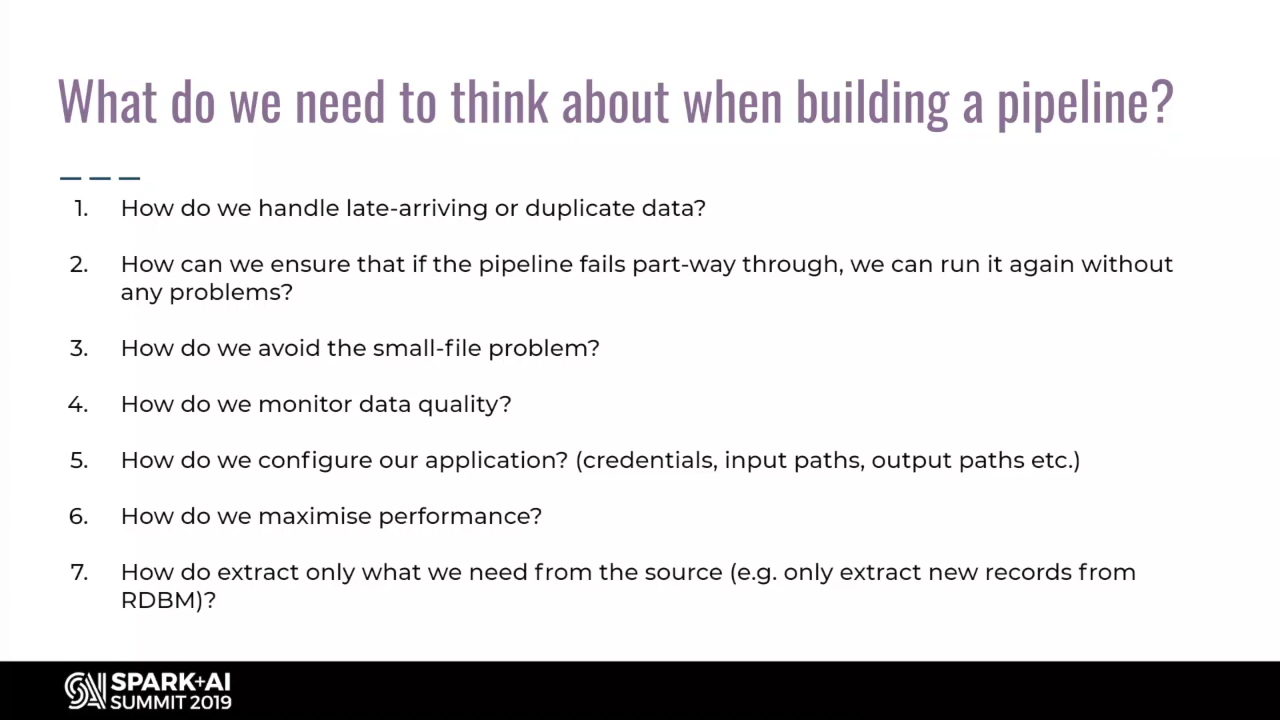 What do we need to think about when building a pipeline?
1. How do we handle late-arriving or duplicate data?
2. How can we ensure that if the pipeline fails part-way through, we can run it again without
any problems?
3. How do we avoid the small-file problem?
4. How do we monitor data quality?
5. How do we configure our application? (credentials, input paths, output paths etc.)
6. How do we maximise performance?
7. How do extract only what we need from the source (e.g. only extract new records from
RDBM)?
SPARK+AI
SUMMIT 2019